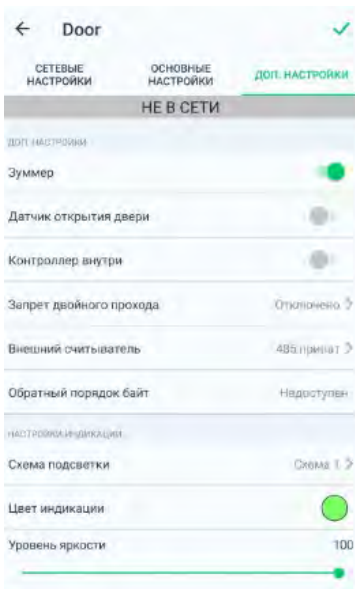 Door
СЕТЕВЫЕ НАСТРОЙКИ
ОСНОВНЫЕ НАСТРОЙКИ
ДОП. НАСТРОЙКИ
НЕ В СЕТИ
ДОП. НАСТРОЙКИ
Зуммер
Датчик открытия двери
Контроллер внутри
Запрет двойного прохода Отключено
Внешний считыватель 485 приват
Обратный порядок байт Недоступен
НАСТРОЙКИ ИНДИКАЦИИ
Схема подсветки Схема 1
Цвет индикации
Уровень яркости 100